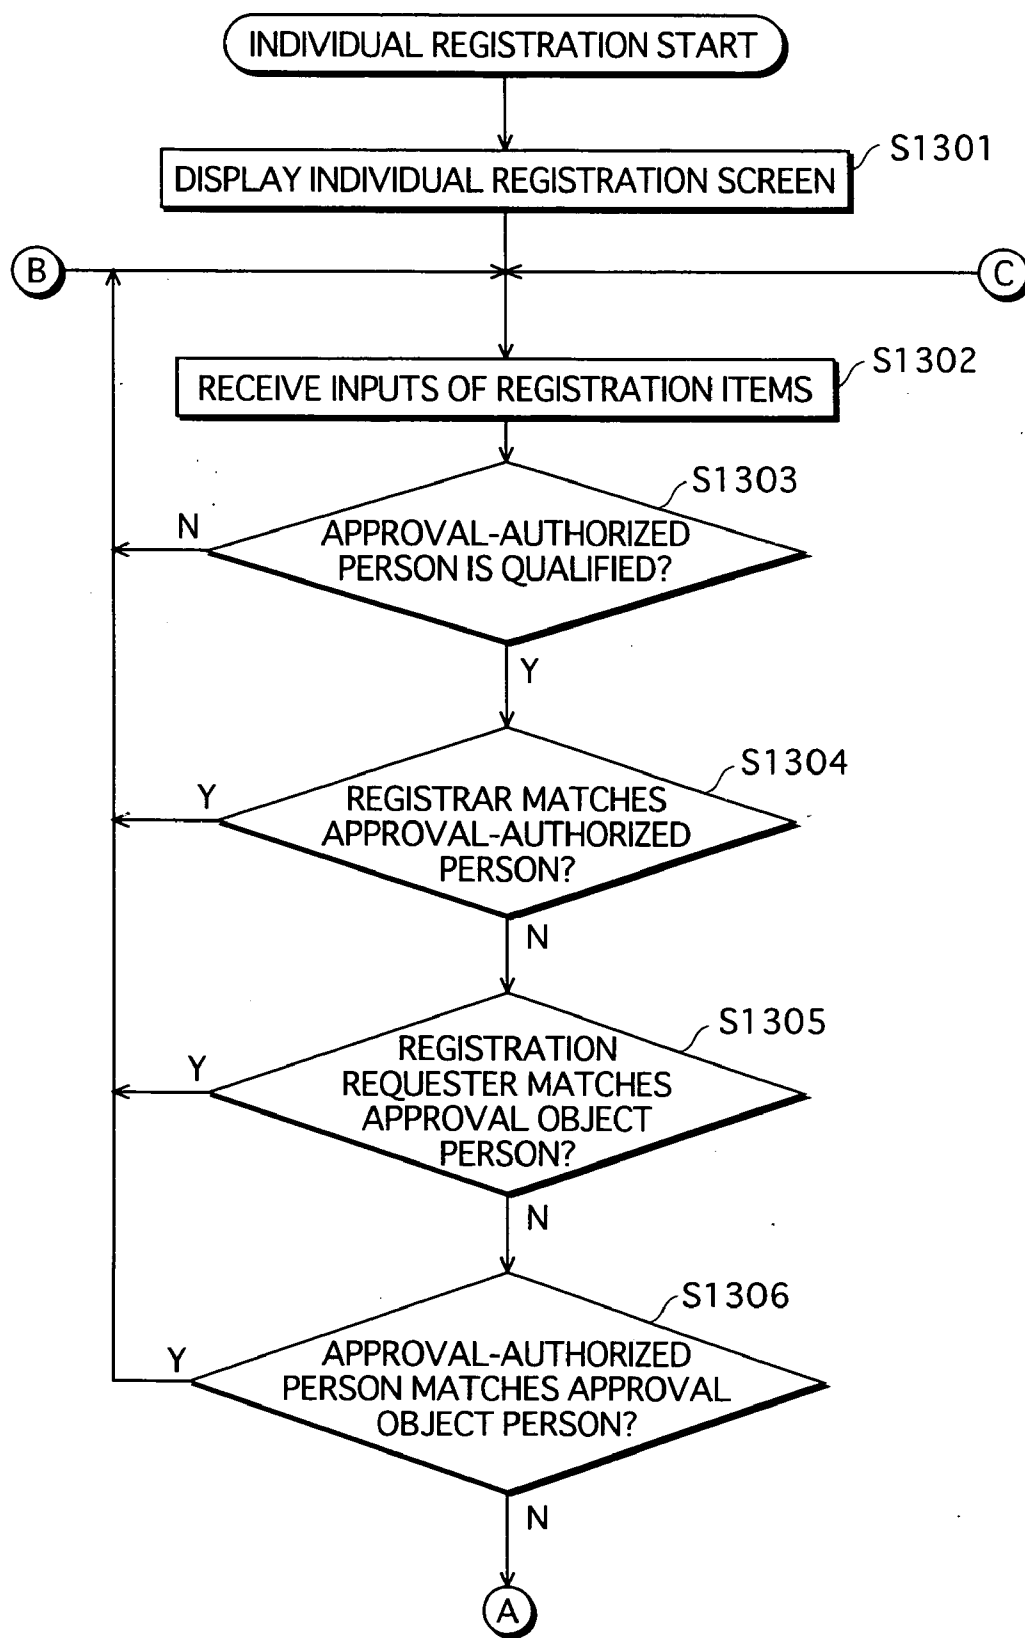 INDIVIDUAL REGISTRATION START
S1301
DISPLAY INDIVIDUAL REGISTRATION SCREEN
B
C
S1302
RECEIVE INPUTS OF REGISTRATION ITEMS
S1303
N
APPROVAL-AUTHORIZED
PERSON IS QUALIFIED?
Y
S1304
Y
REGISTRAR MATCHES
APPROVAL-AUTHORIZED
PERSON?
N
S1305
Y
REGISTRATION
REQUESTER MATCHES
APPROVAL OBJECT
PERSON?
N
S1306
Y
APPROVAL-AUTHORIZED
PERSON MATCHES APPROVAL
OBJECT PERSON?
N
A